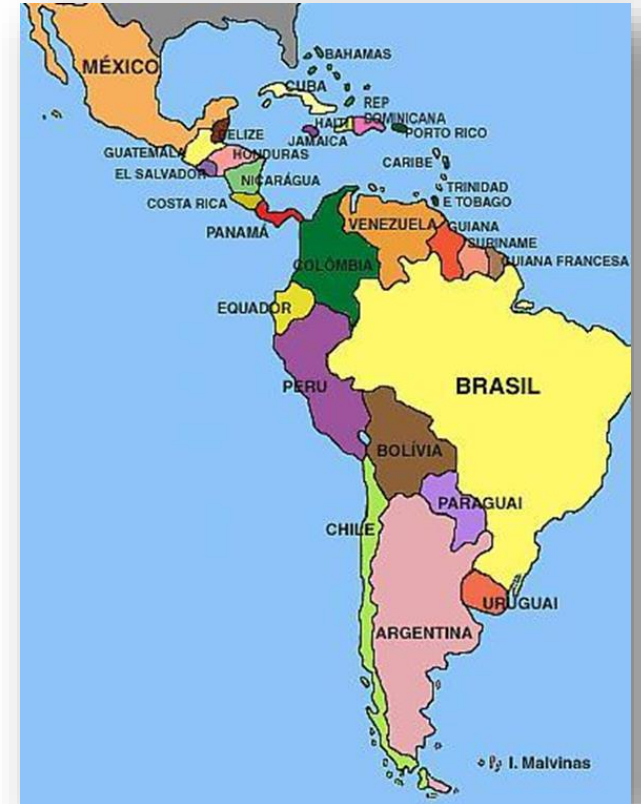 BAHAMAS
MÉXICO
CUBA
REP
DOMINICANA
HAITI
PORTO RICO
BELIZE
JAMAICA
GUATEMALA
HONDURAS
CARIBE
EL SALVADOR
NICARÁGUA
TRINIDAD
E TOBAGO
COSTA RICA
VENEZUELA
GUIANA
PANAMÁ
SURINAME
GUIANA FRANCESA
COLÔMBIA
EQUADOR
PERU
BRASIL
BOLÍVIA
PARAGUAI
CHILE
URUGUAI
ARGENTINA
I. Malvinas